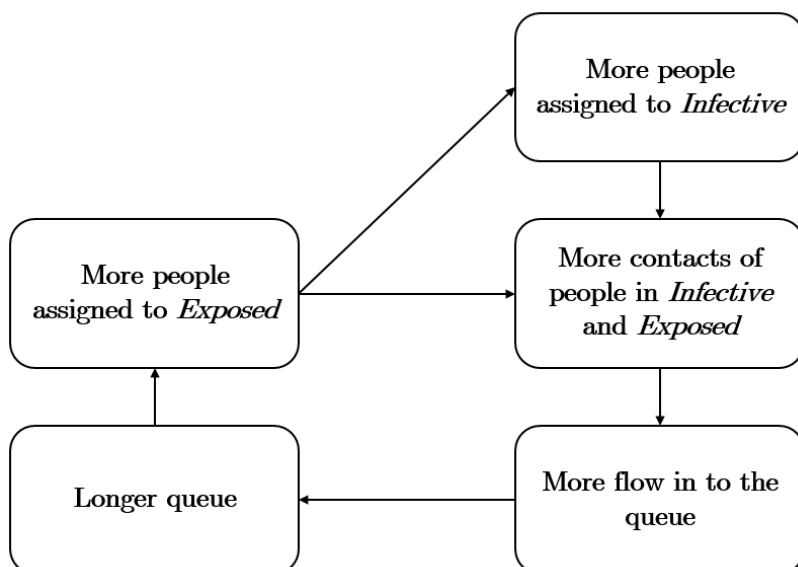 More people
assigned to Infective
More people
assigned to Exposed
More contacts of
people in Infective
and Exposed
Longer queue
More flow in to the
queue